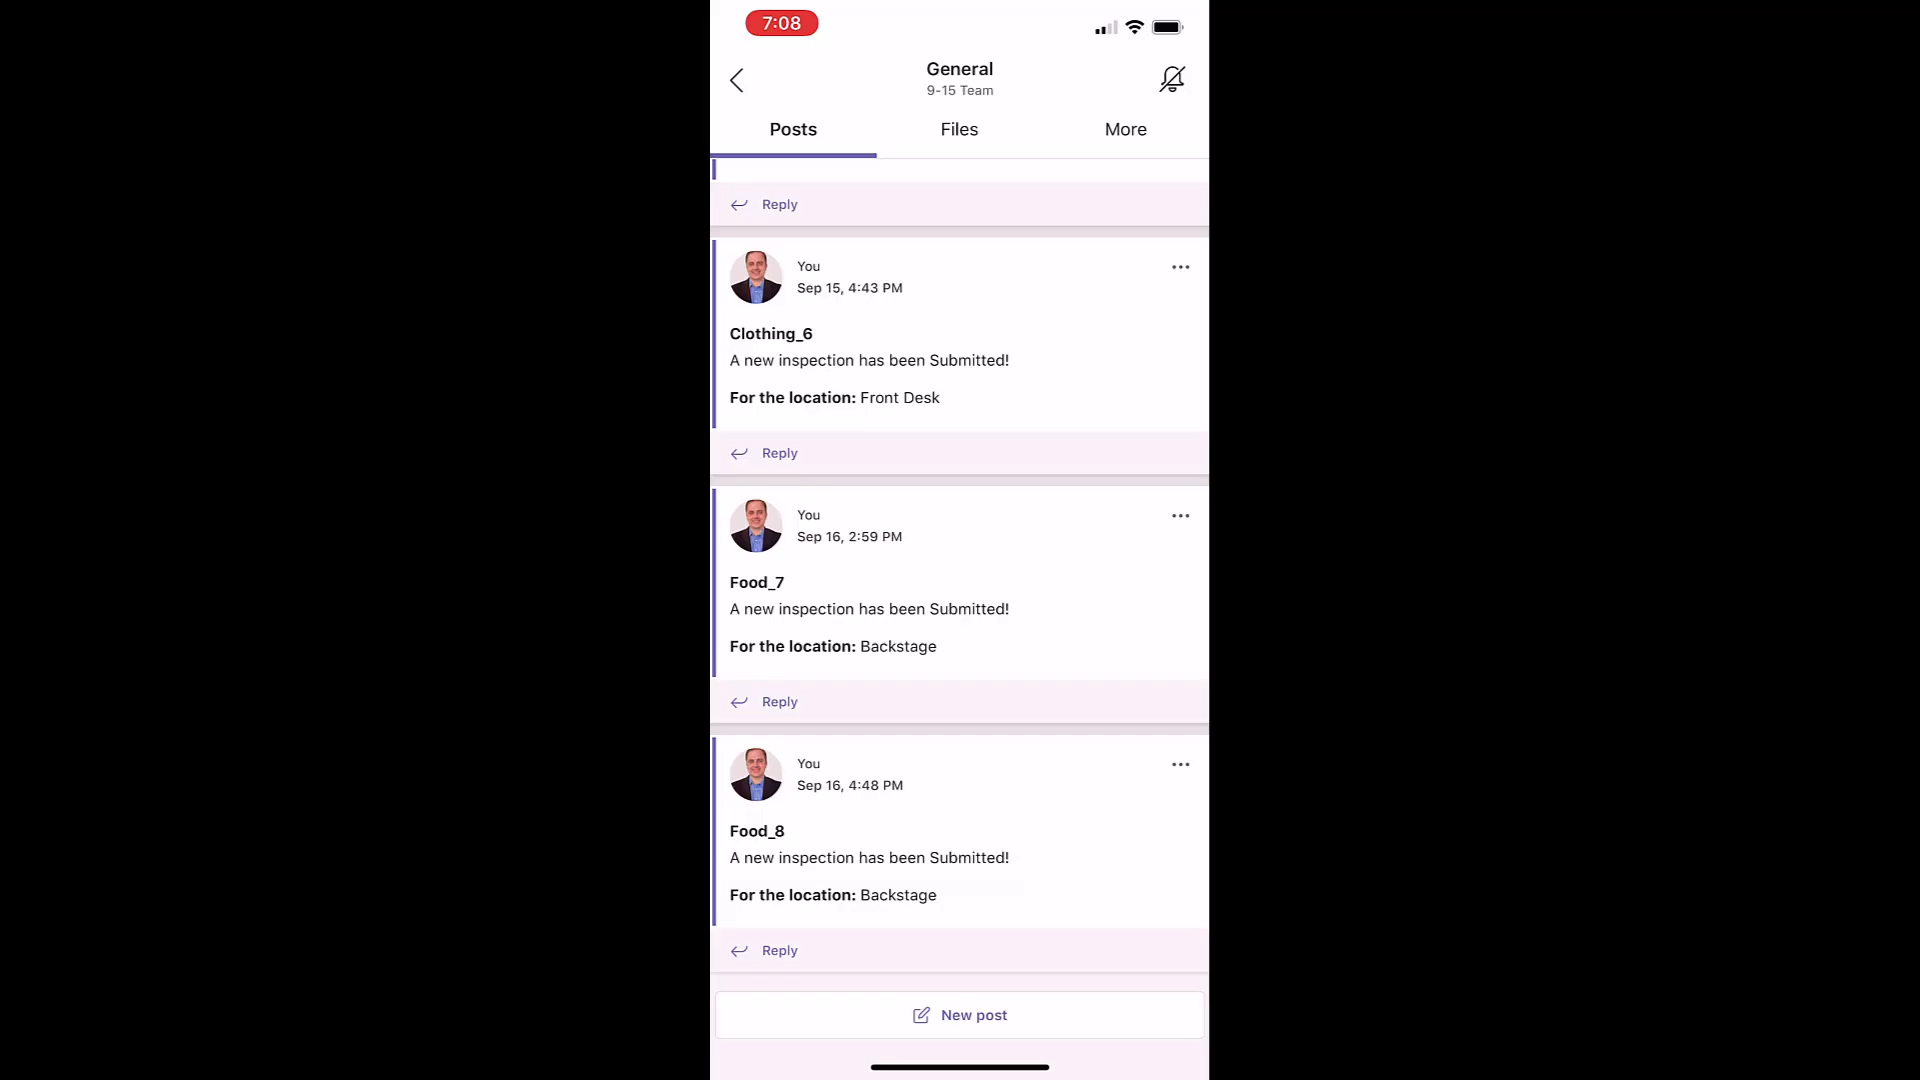 7:08
General
9-15 Team
Posts
Files
More
Reply
You
Sep 15, 4:43 PM
Clothing_6
A new inspection has been Submitted!
For the location: Front Desk
Reply
You
Sep 16, 2:59 PM
Food_7
A new inspection has been Submitted!
For the location: Backstage
Reply
You
Sep 16, 4:48 PM
Food_8
A new inspection has been Submitted!
For the location: Backstage
Reply
New post